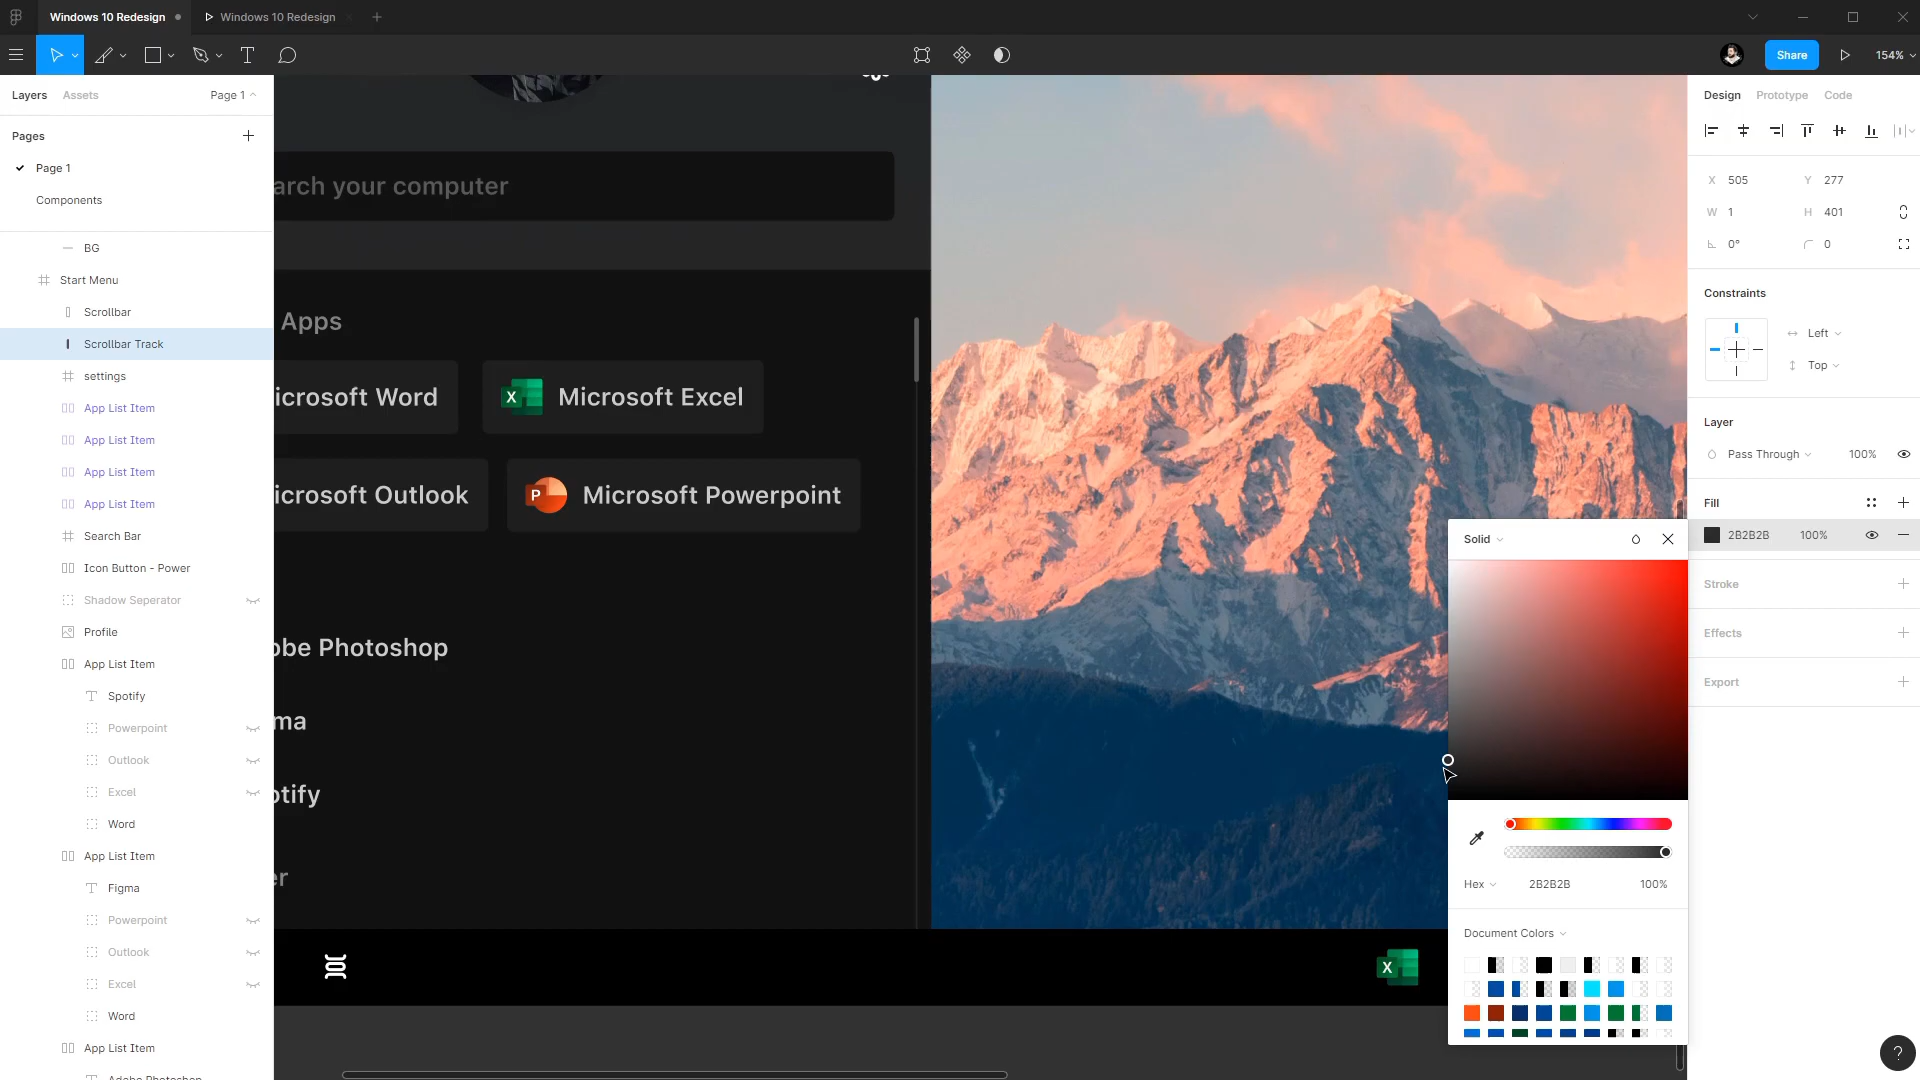 Windows 10 Redesign
Windows 10 Redesign
Share
154%
Layers
Assets
Page 1
Pages
Page 1
Components
BG
Start Menu
Scrollbar
Scrollbar Track
settings
App List Item
App List Item
App List Item
App List Item
Search Bar
Icon Button - Power
Shadow Seperator
Profile
App List Item
Spotify
Powerpoint
Outlook
Excel
Word
App List Item
Figma
Powerpoint
Outlook
Excel
Word
App List Item
Adobe Photoshop
arch your computer
Apps
icrosoft Word
X
Microsoft Excel
icrosoft Outlook
P
Microsoft Powerpoint
obe Photoshop
ma
otify
er
X
Design
Prototype
Code
X 505
Y 277
W 1
H 401
0°
0
Constraints
Left
Top
Layer
Pass Through
100%
Fill
2B2B2B
100%
Stroke
Effects
Export
Solid
Hex
2B2B2B
100%
Document Colors
?